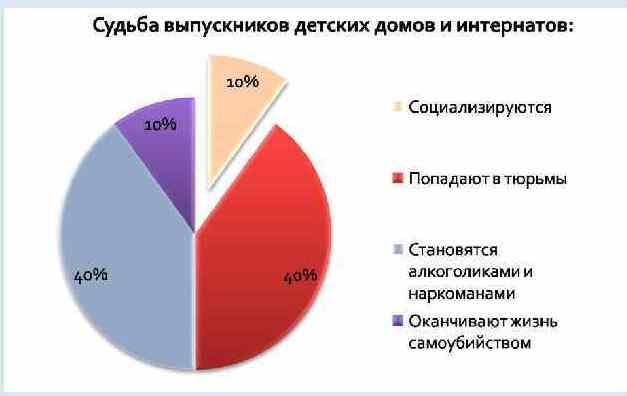 Судьба выпускников детских домов и интернатов:
10%
10%
40%
40%
Социализируются
Попадают в тюрьмы
Становятся
алкоголиками и
наркоманами
Оканчивают жизнь
самоубийством